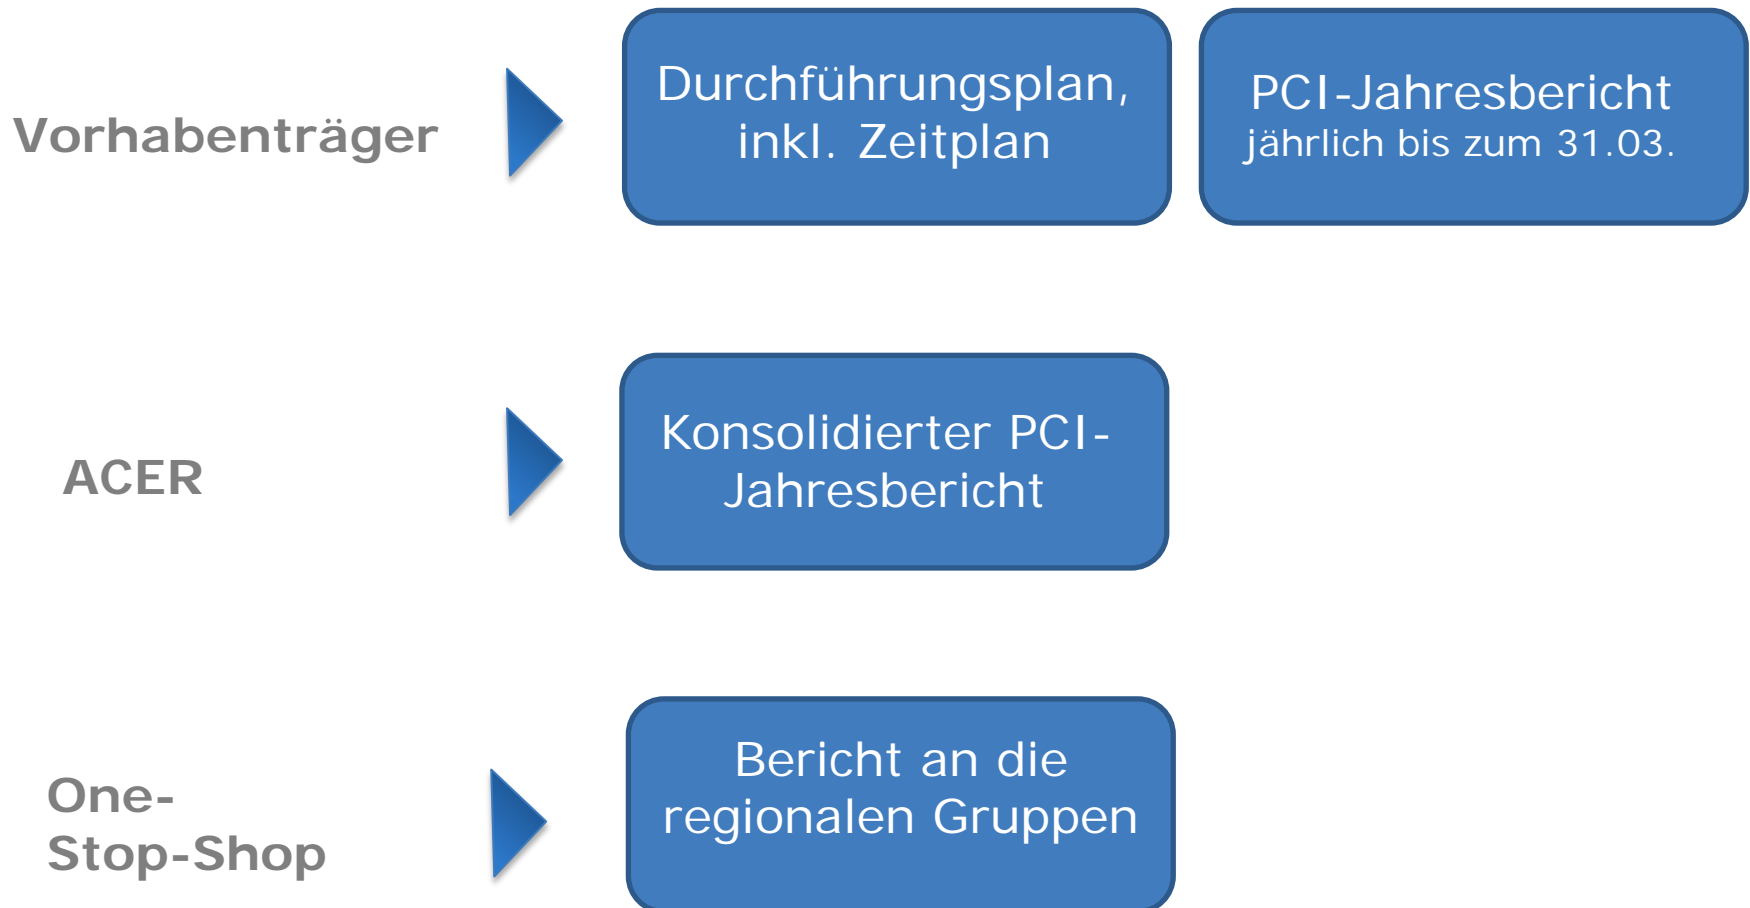 Vorhabenträger
Durchführungsplan,
inkl. Zeitplan
PCI-Jahresbericht
jährlich bis zum 31.03.
ACER
Konsolidierter PCI-
Jahresbericht
One-
Stop-Shop
Bericht an die
regionalen Gruppen